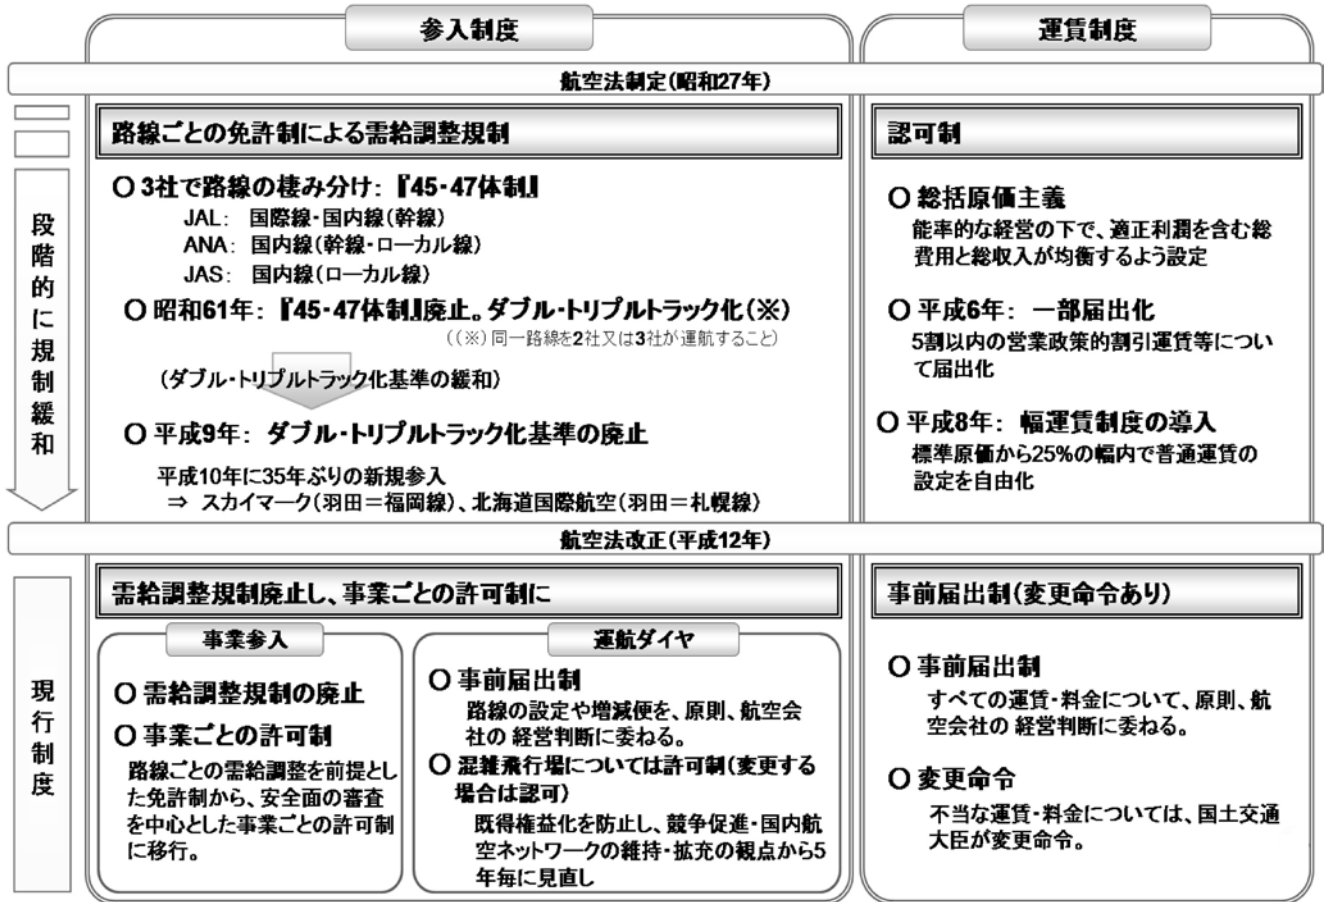 参入制度
運賃制度
航空法制定(昭和27年)
段階的に規制緩和
路線ごとの免許制による需給調整規制
○ 3社で路線の棲み分け: 『45・47体制』
JAL: 国際線・国内線(幹線)
ANA: 国内線(幹線・ローカル線)
JAS: 国内線(ローカル線)
○ 昭和61年: 『45・47体制』廃止。ダブル・トリプルトラック化(※)
((※)同一路線を2社又は3社が運航すること)
(ダブル・トリプルトラック化基準の緩和)
○ 平成9年: ダブル・トリプルトラック化基準の廃止
平成10年に35年ぶりの新規参入
⇒ スカイマーク(羽田=福岡線)、北海道国際航空(羽田=札幌線)
認可制
○ 総括原価主義
能率的な経営の下で、適正利潤を含む総
費用と総収入が均衡するよう設定
○ 平成6年: 一部届出化
5割以内の営業政策的割引運賃等につい
て届出化
○ 平成8年: 幅運賃制度の導入
標準原価から25%の幅内で普通運賃の
設定を自由化
航空法改正(平成12年)
現行制度
需給調整規制廃止し、事業ごとの許可制に
事業参入
○ 需給調整規制の廃止
○ 事業ごとの許可制
路線ごとの需給調整を前提とし
た免許制から、安全面の審査
を中心とした事業ごとの許可制
に移行。
運航ダイヤ
○ 事前届出制
路線の設定や増減便を、原則、航空会
社の 経営判断に委ねる。
○ 混雑飛行場については許可制(変更する
場合は認可)
既得権益化を防止し、競争促進・国内航
空ネットワークの維持・拡充の観点から5
年毎に見直し
事前届出制(変更命令あり)
○ 事前届出制
すべての運賃・料金について、原則、航
空会社の 経営判断に委ねる。
○ 変更命令
不当な運賃・料金については、国土交通
大臣が変更命令。